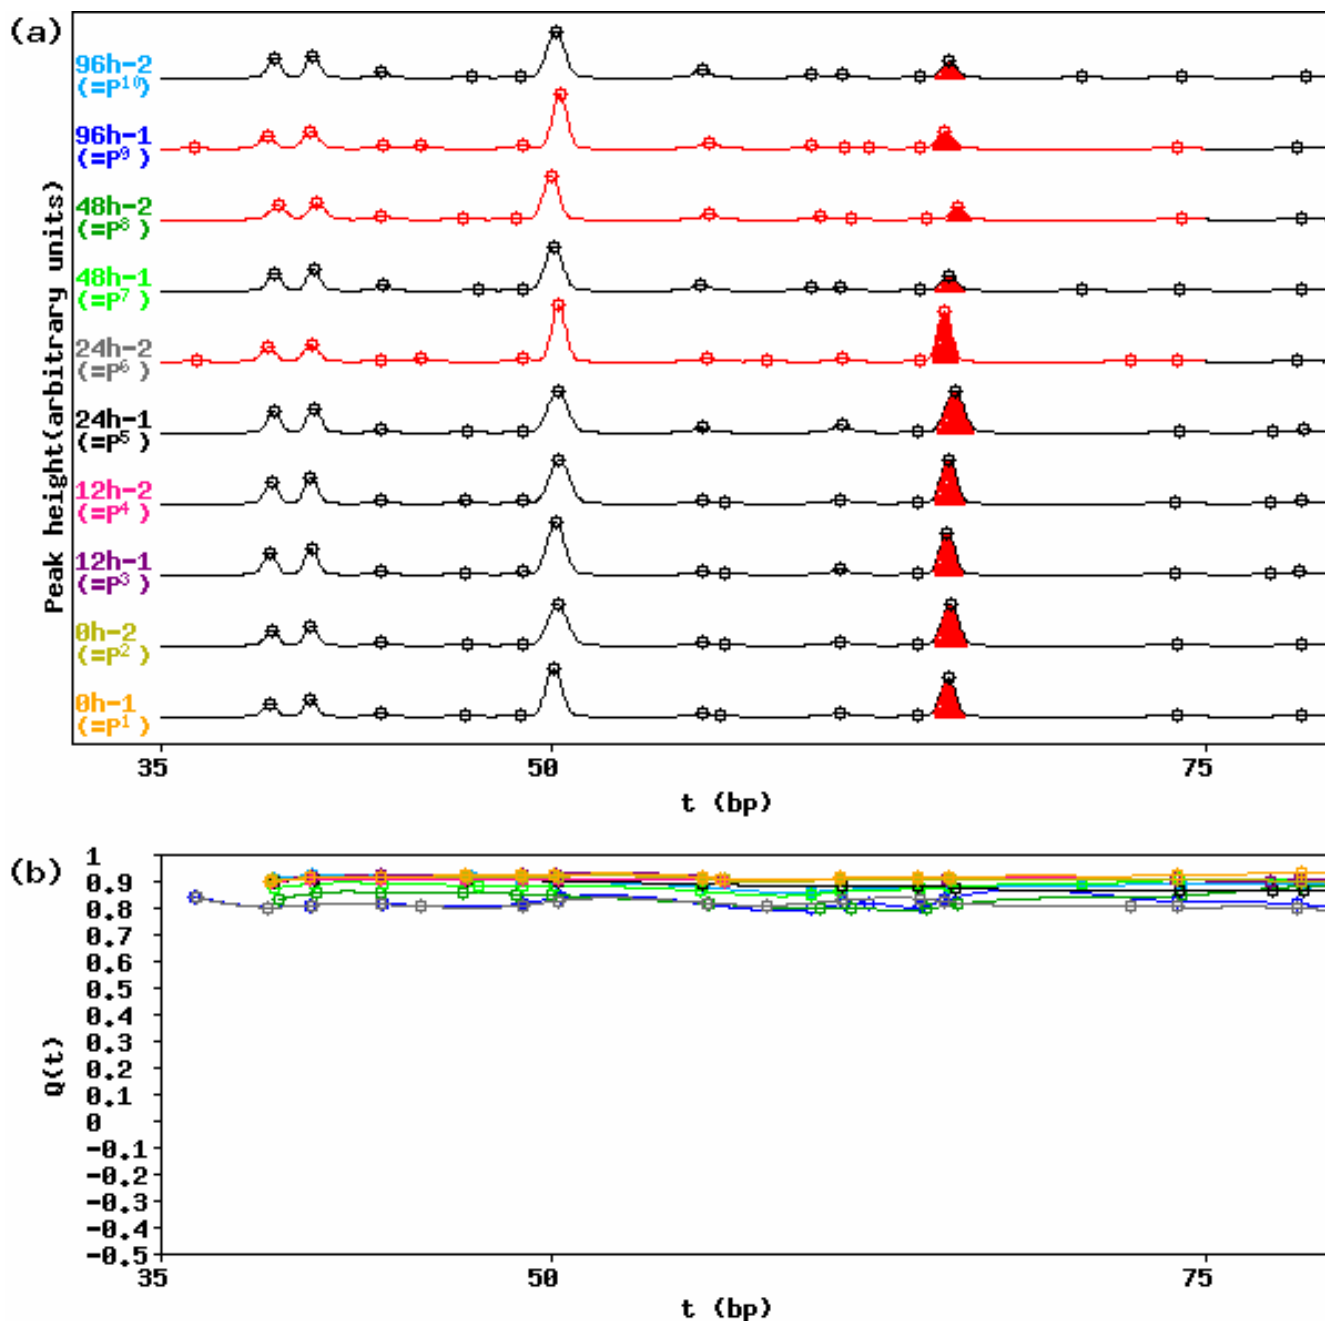 (a)
Peak height(arbitrary units)
96h-2
(=P10)
96h-1
(=P9)
48h-2
(=P8)
48h-1
(=P7)
24h-2
(=P6)
24h-1
(=P5)
12h-2
(=P4)
12h-1
(=P3)
0h-2
(=P2)
0h-1
(=P1)
35 50 75
t (bp)
(b)
Q(t)
1
0.9
0.8
0.7
0.6
0.5
0.4
0.3
0.2
0.1
0
-0.1
-0.2
-0.3
-0.4
-0.5
35 50 75
t (bp)